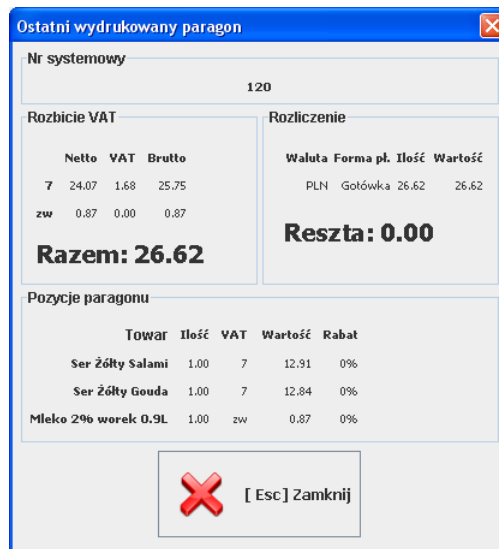 Ostatni wydrukowany paragon
Nr systemowy
120
Rozbicie VAT
Netto VAT Brutto
7 24.07 1.68 25.75
zw 0.87 0.00 0.87
Razem: 26.62
Rozliczenie
Waluta Forma pł. Ilość Wartość
PLN Gotówka 26.62 26.62
Reszta: 0.00
Pozycje paragonu
Towar Ilość VAT Wartość Rabat
Ser Żółty Salami 1.00 7 12.91 0%
Ser Żółty Gouda 1.00 7 12.84 0%
Mleko 2% worek 0.9L 1.00 zw 0.87 0%
[ Esc] Zamknij